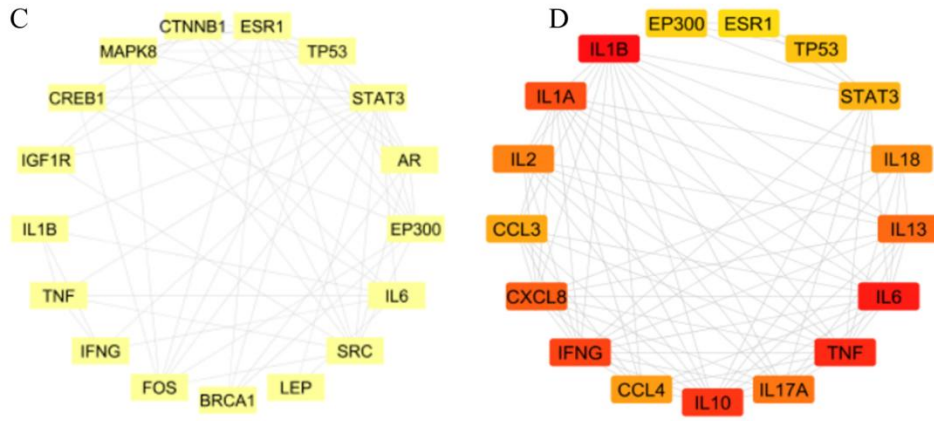 C
CTNNB1
ESR1
MAPK8
TP53
CREB1
STAT3
IGF1R
AR
IL1B
EP300
TNF
IL6
IFNG
SRC
FOS
LEP
BRCA1
D
EP300
ESR1
IL1B
TP53
IL1A
STAT3
IL2
IL18
CCL3
IL13
CXCL8
IL6
IFNG
TNF
CCL4
IL17A
IL10